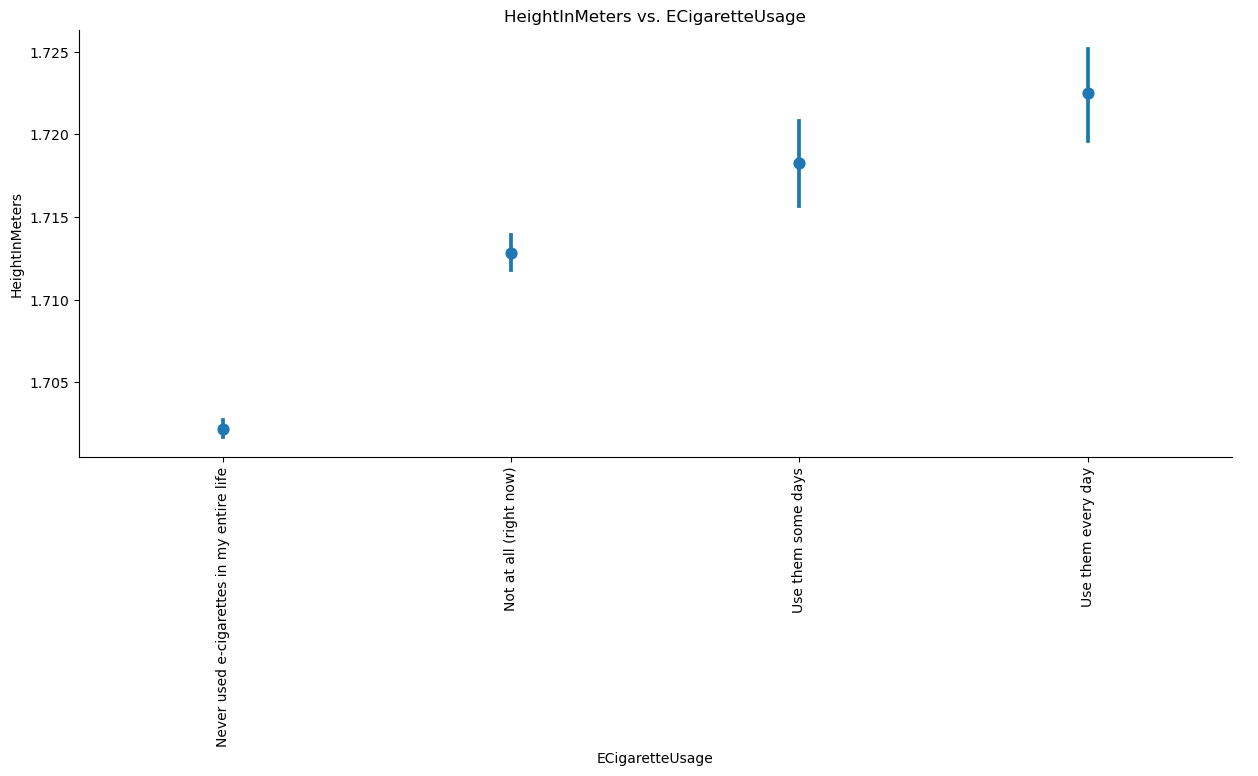 HeightInMeters vs. ECigaretteUsage
HeightInMeters
1.725
1.720
1.715
1.710
1.705
Never used e-cigarettes in my entire life
Not at all (right now)
Use them some days
Use them every day
ECigaretteUsage